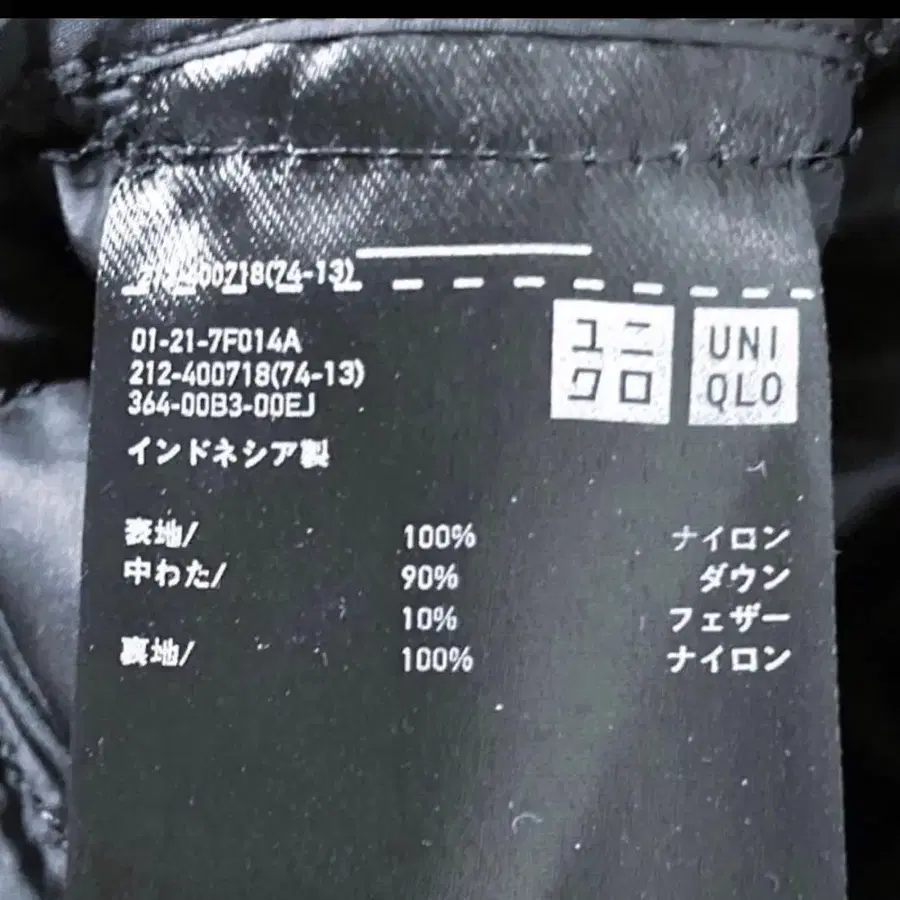 212-400718(74-13)
01-21-7F014A
212-400718(74-13)
364-00B3-00EJ
ユニ
クロ
UNI
QLO
インドネシア製
表地/ 100% ナイロン
中わた/ 90% ダウン
10% フェザー
裏地/ 100% ナイロン